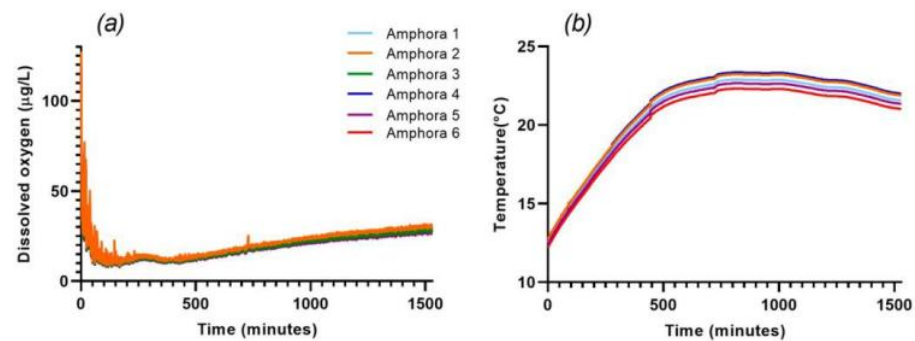 (a)
Dissolved oxygen (µg/L)
100
50
0
0 500 1000 1500
Time (minutes)
Amphora 1
Amphora 2
Amphora 3
Amphora 4
Amphora 5
Amphora 6
(b)
Temperature(°C)
25
20
15
10
0 500 1000 1500
Time (minutes)